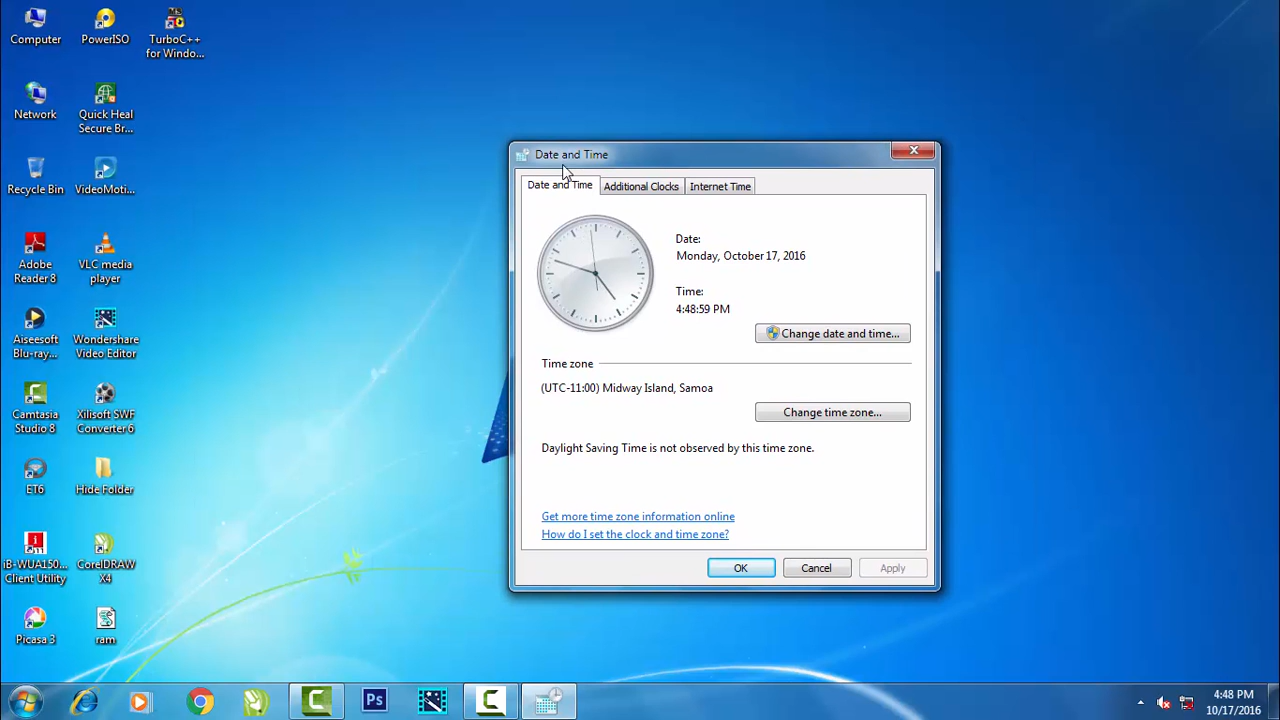 Computer
PowerISO
TurboC++
for Windo...
Network
Quick Heal
Secure Br...
Recycle Bin
VideoMoti...
Adobe
Reader 8
VLC media
player
Aiseesoft
Blu-ray...
Wondershare
Video Editor
Camtasia
Studio 8
Xilisoft SWF
Converter 6
ET6
Hide Folder
iB-WUA150...
Client Utility
CorelDRAW
X4
Picasa 3
ram
Date and Time
Date and Time
Additional Clocks
Internet Time
Date:
Monday, October 17, 2016
Time:
4:48:59 PM
Change date and time...
Time zone
(UTC-11:00) Midway Island, Samoa
Change time zone...
Daylight Saving Time is not observed by this time zone.
Get more time zone information online
How do I set the clock and time zone?
OK
Cancel
Apply
Ps
4:48 PM
10/17/2016